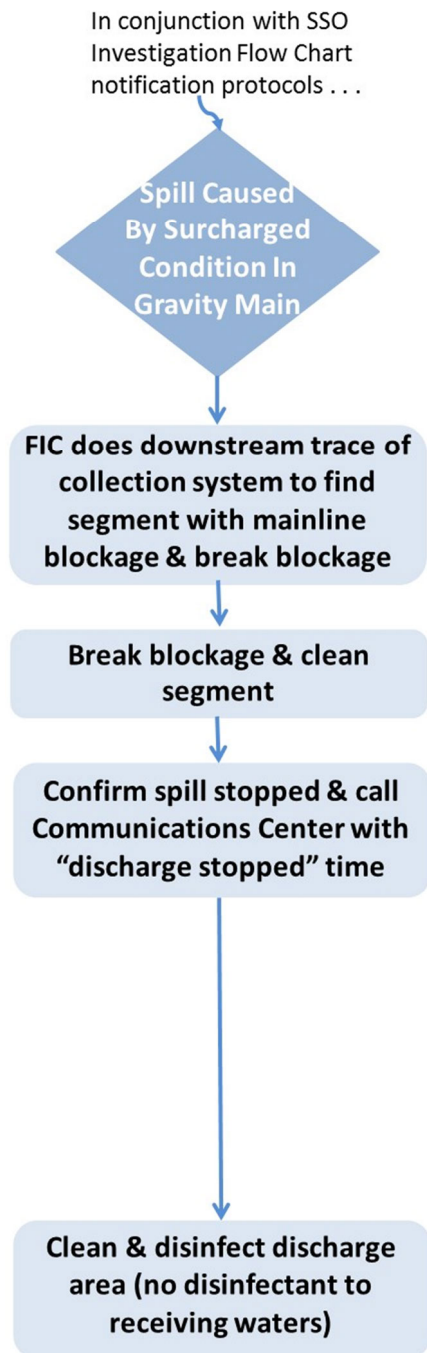 In conjunction with SSO
Investigation Flow Chart
notification protocols . . .
Spill Caused
By Surcharged
Condition In
Gravity Main
FIC does downstream trace of
collection system to find
segment with mainline
blockage & break blockage
Break blockage & clean
segment
Confirm spill stopped & call
Communications Center with
“discharge stopped” time
Clean & disinfect discharge
area (no disinfectant to
receiving waters)